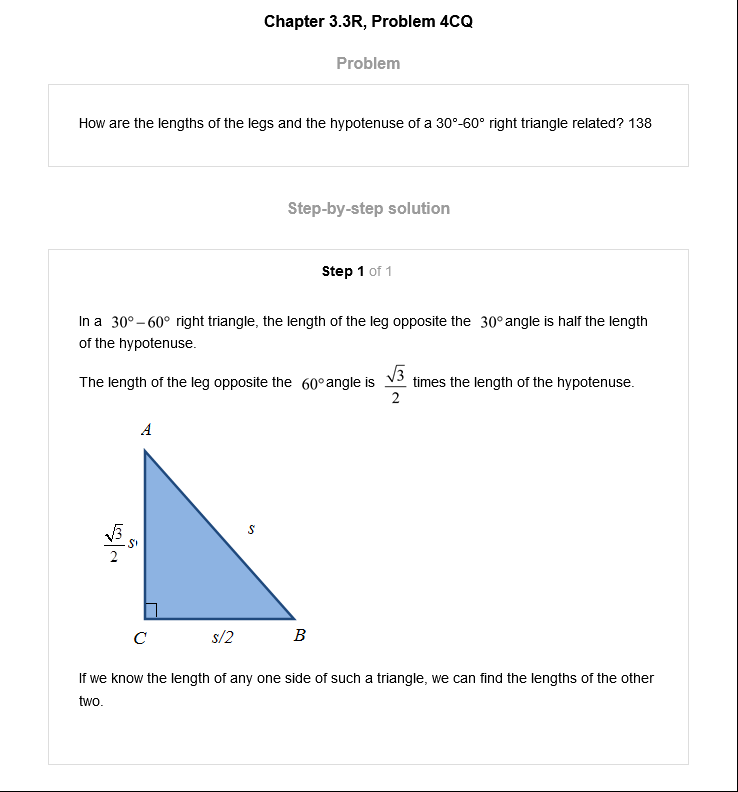 Chapter 3.3R, Problem 4CQ
Problem
How are the lengths of the legs and the hypotenuse of a 30°-60° right triangle related? 138
Step-by-step solution
Step 1 of 1
In a 30° – 60° right triangle, the length of the leg opposite the 30° angle is half the length
of the hypotenuse.
The length of the leg opposite the 60° angle is √3/2 times the length of the hypotenuse.
A
√3/2 s
s
C
s/2
B
If we know the length of any one side of such a triangle, we can find the lengths of the other
two.